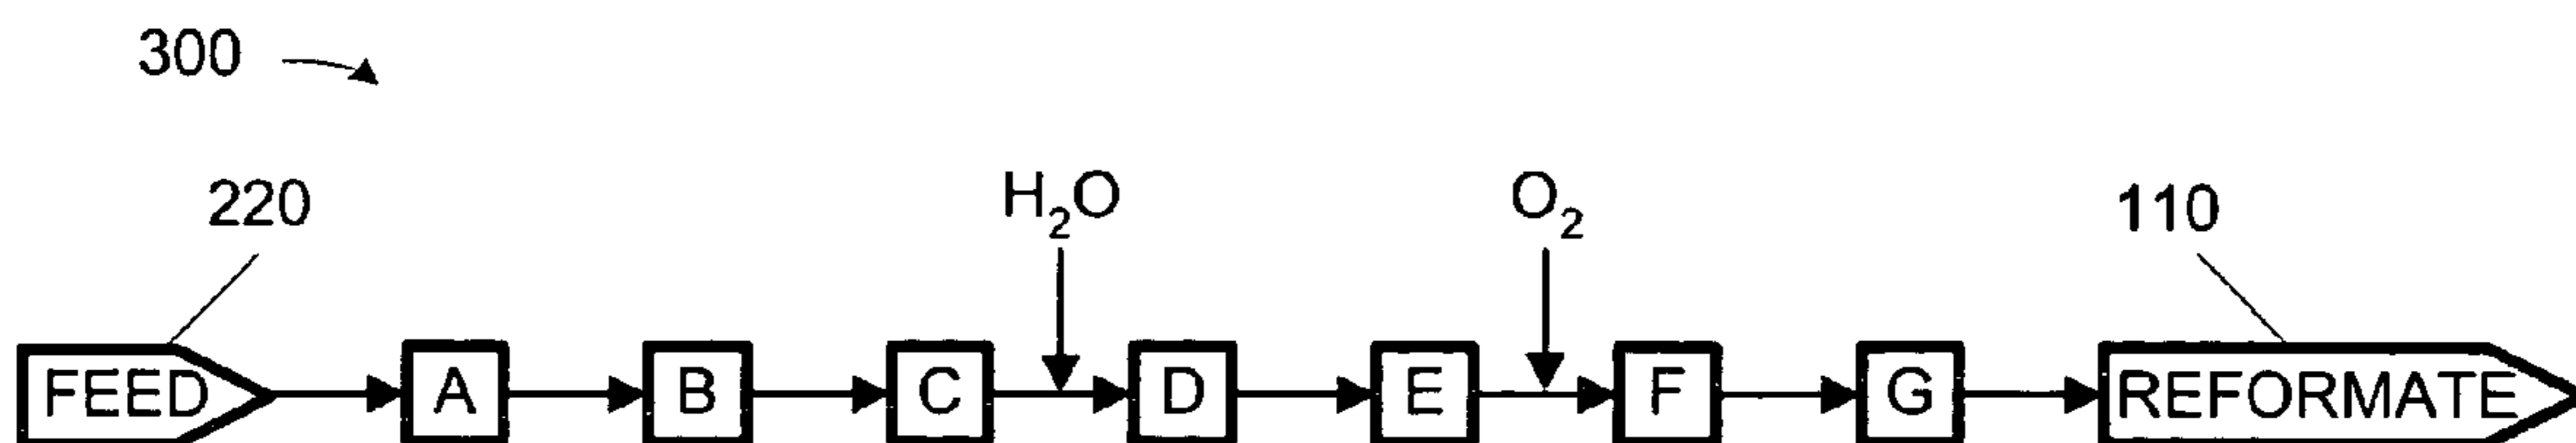 300
220 H₂O O₂ 110
FEED A B C D E F G REFORMATE